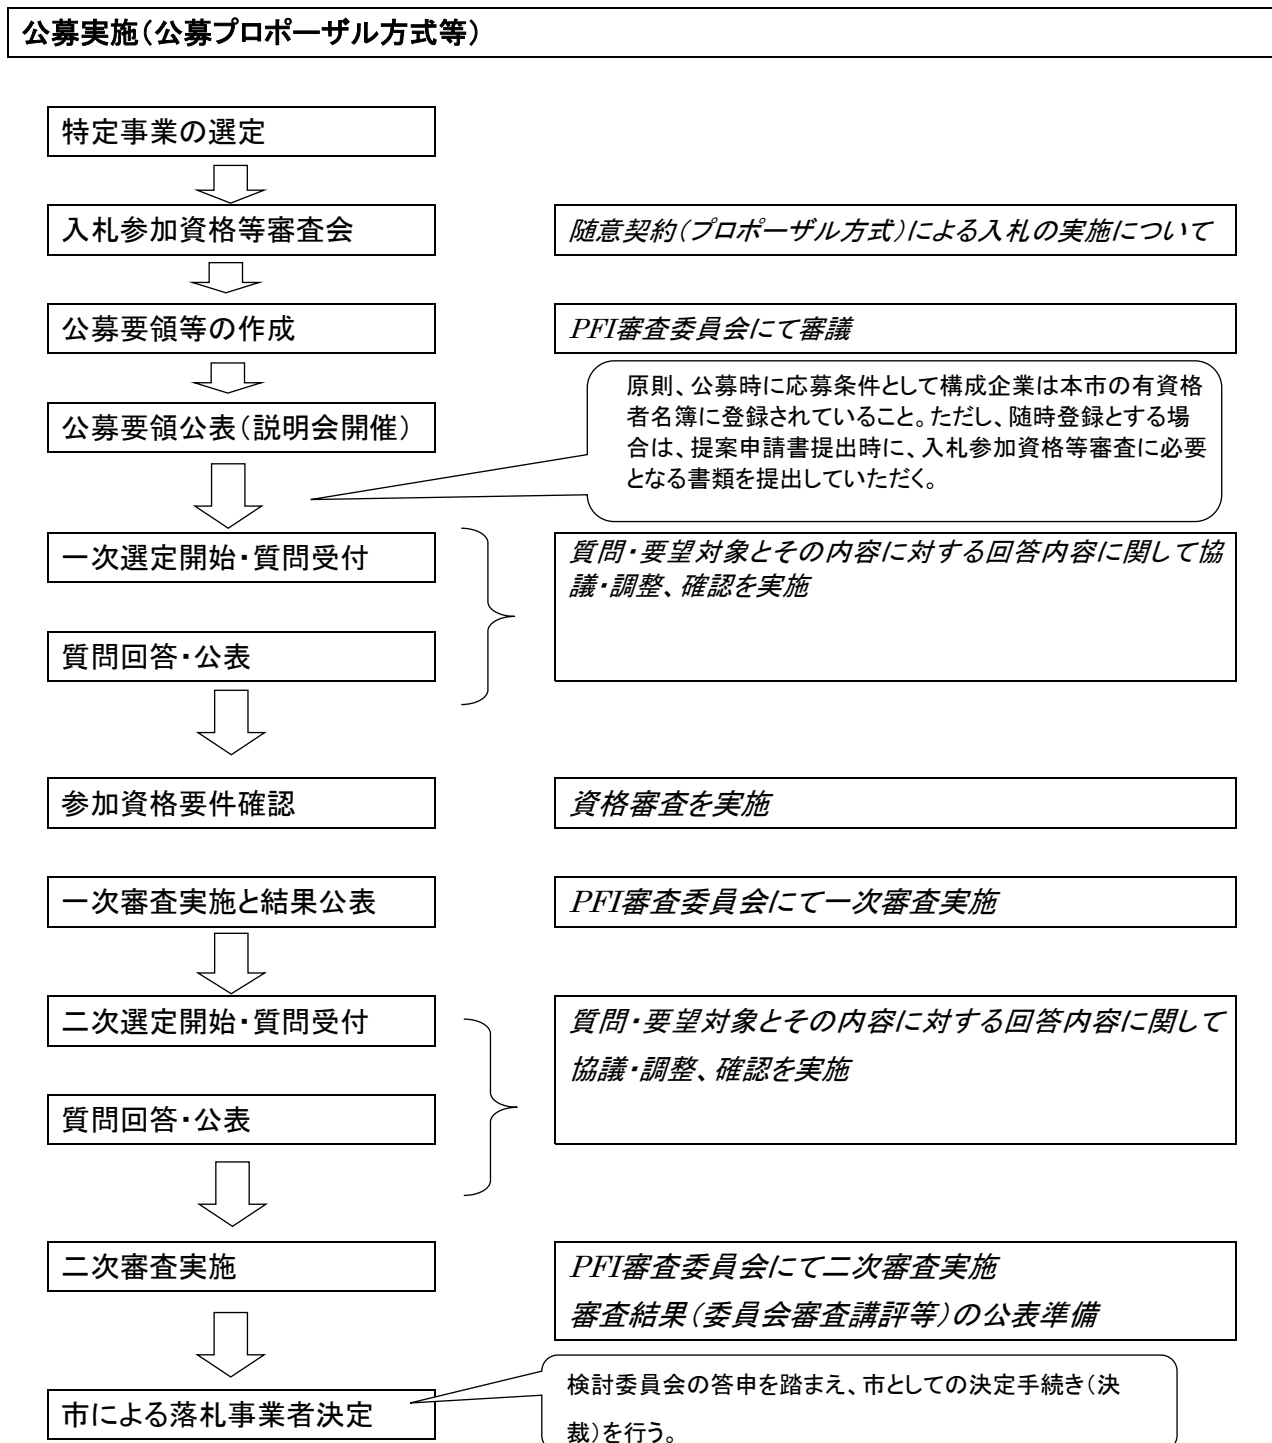 公募実施（公募プロポーザル方式等）
特定事業の選定
入札参加資格等審査会
随意契約（プロポーザル方式）による入札の実施について
公募要領等の作成
PFI審査委員会にて審議
公募要領公表（説明会開催）
原則、公募時に応募条件として構成企業は本市の有資格
者名簿に登録されていること。ただし、随時登録とする場
合は、提案申請書提出時に、入札参加資格等審査に必要
となる書類を提出していただく。
一次選定開始・質問受付
質問・要望対象とその内容に対する回答内容に関して協
議・調整、確認を実施
質問回答・公表
参加資格要件確認
資格審査を実施
一次審査実施と結果公表
PFI審査委員会にて一次審査実施
二次選定開始・質問受付
質問・要望対象とその内容に対する回答内容に関して
協議・調整、確認を実施
質問回答・公表
二次審査実施
PFI審査委員会にて二次審査実施
審査結果（委員会審査講評等）の公表準備
市による落札事業者決定
検討委員会の答申を踏まえ、市としての決定手続き（決
裁）を行う。